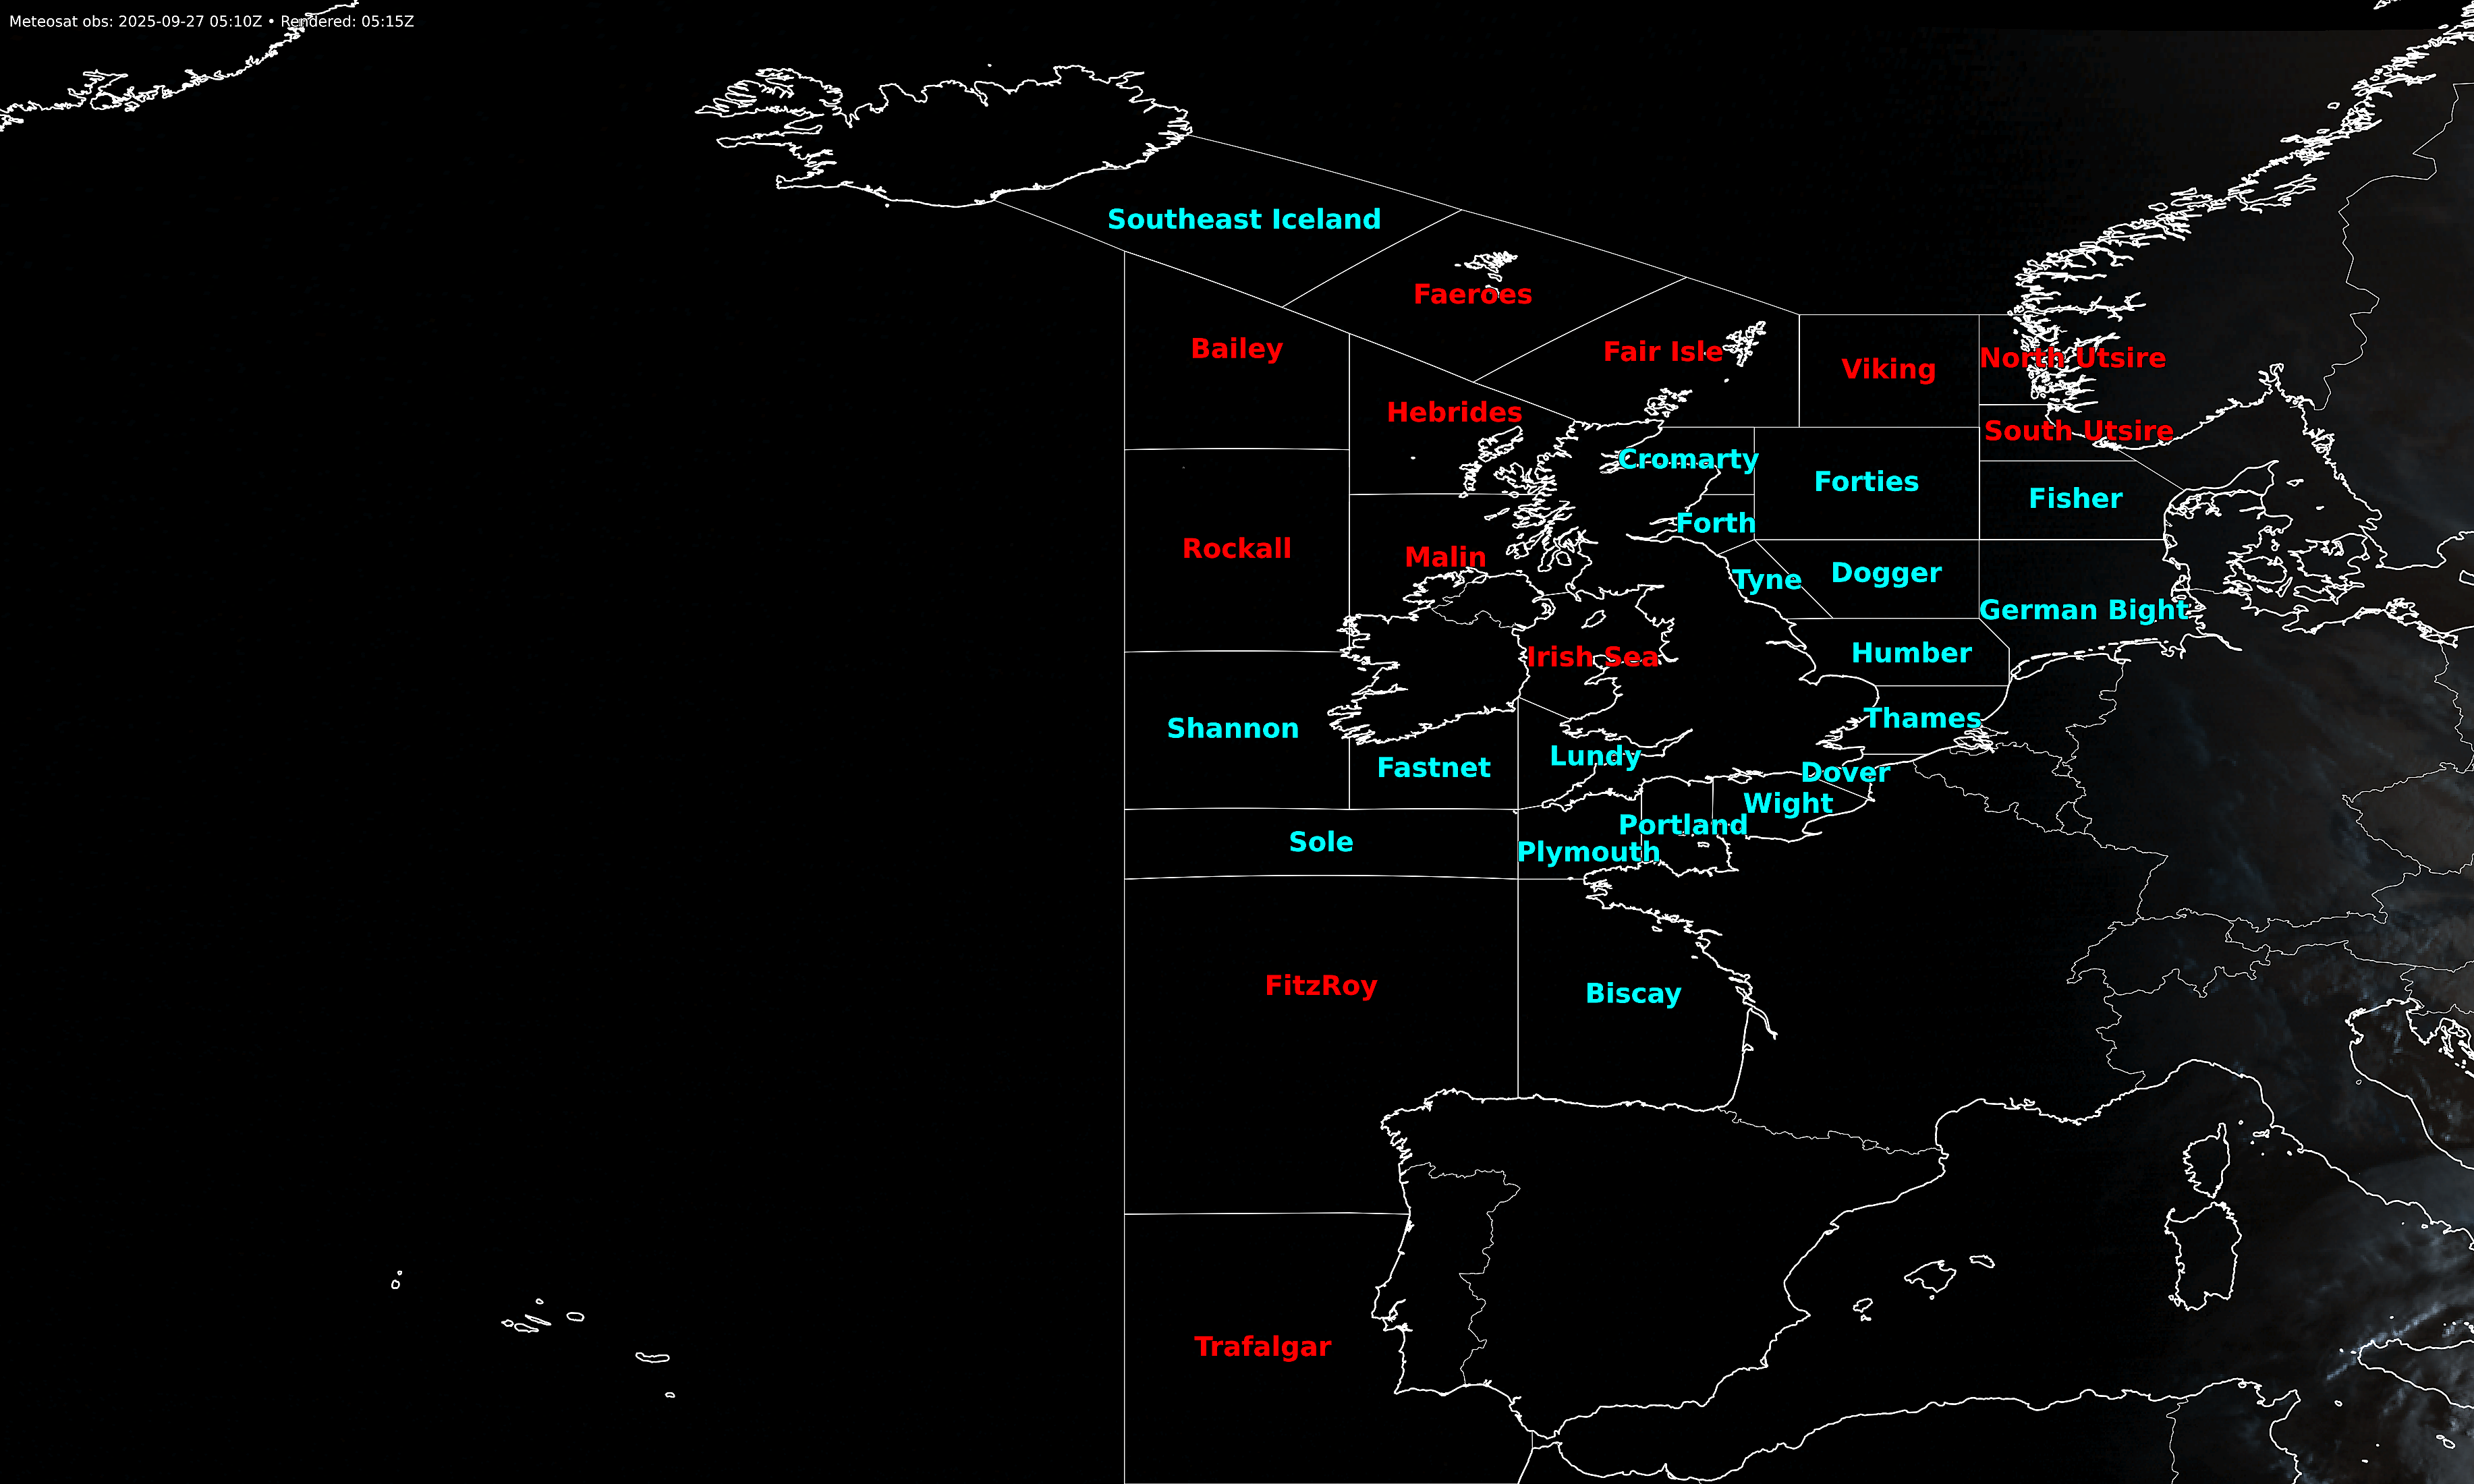 Meteosat obs: 2025-09-27 05:10Z • Rendered: 05:15Z
Southeast Iceland
Faeroes
Bailey
Fair Isle
Viking
North Utsire
Hebrides
South Utsire
Cromarty
Forties
Fisher
Forth
Rockall
Malin
Tyne
Dogger
German Bight
Irish Sea
Humber
Shannon
Thames
Fastnet
Lundy
Dover
Wight
Portland
Sole
Plymouth
FitzRoy
Biscay
Trafalgar